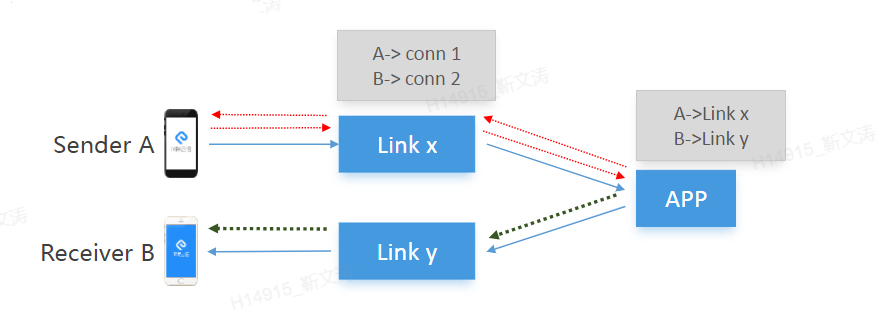 A-> conn 1
B-> conn 2
H14915_靳文涛
A->Link x
B->Link y
H14915_靳文涛
Sender A
Link x
APP
Receiver B
Link y
文涛
H14915_靳文涛